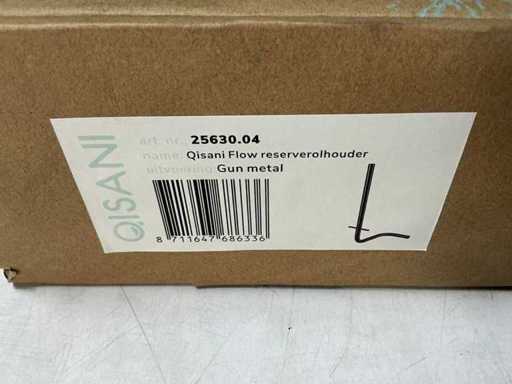 QISANI
art. nr. 25630.04
name: Qisani Flow reserverolhouder
uitvoering: Gun metal
8 711647 686336